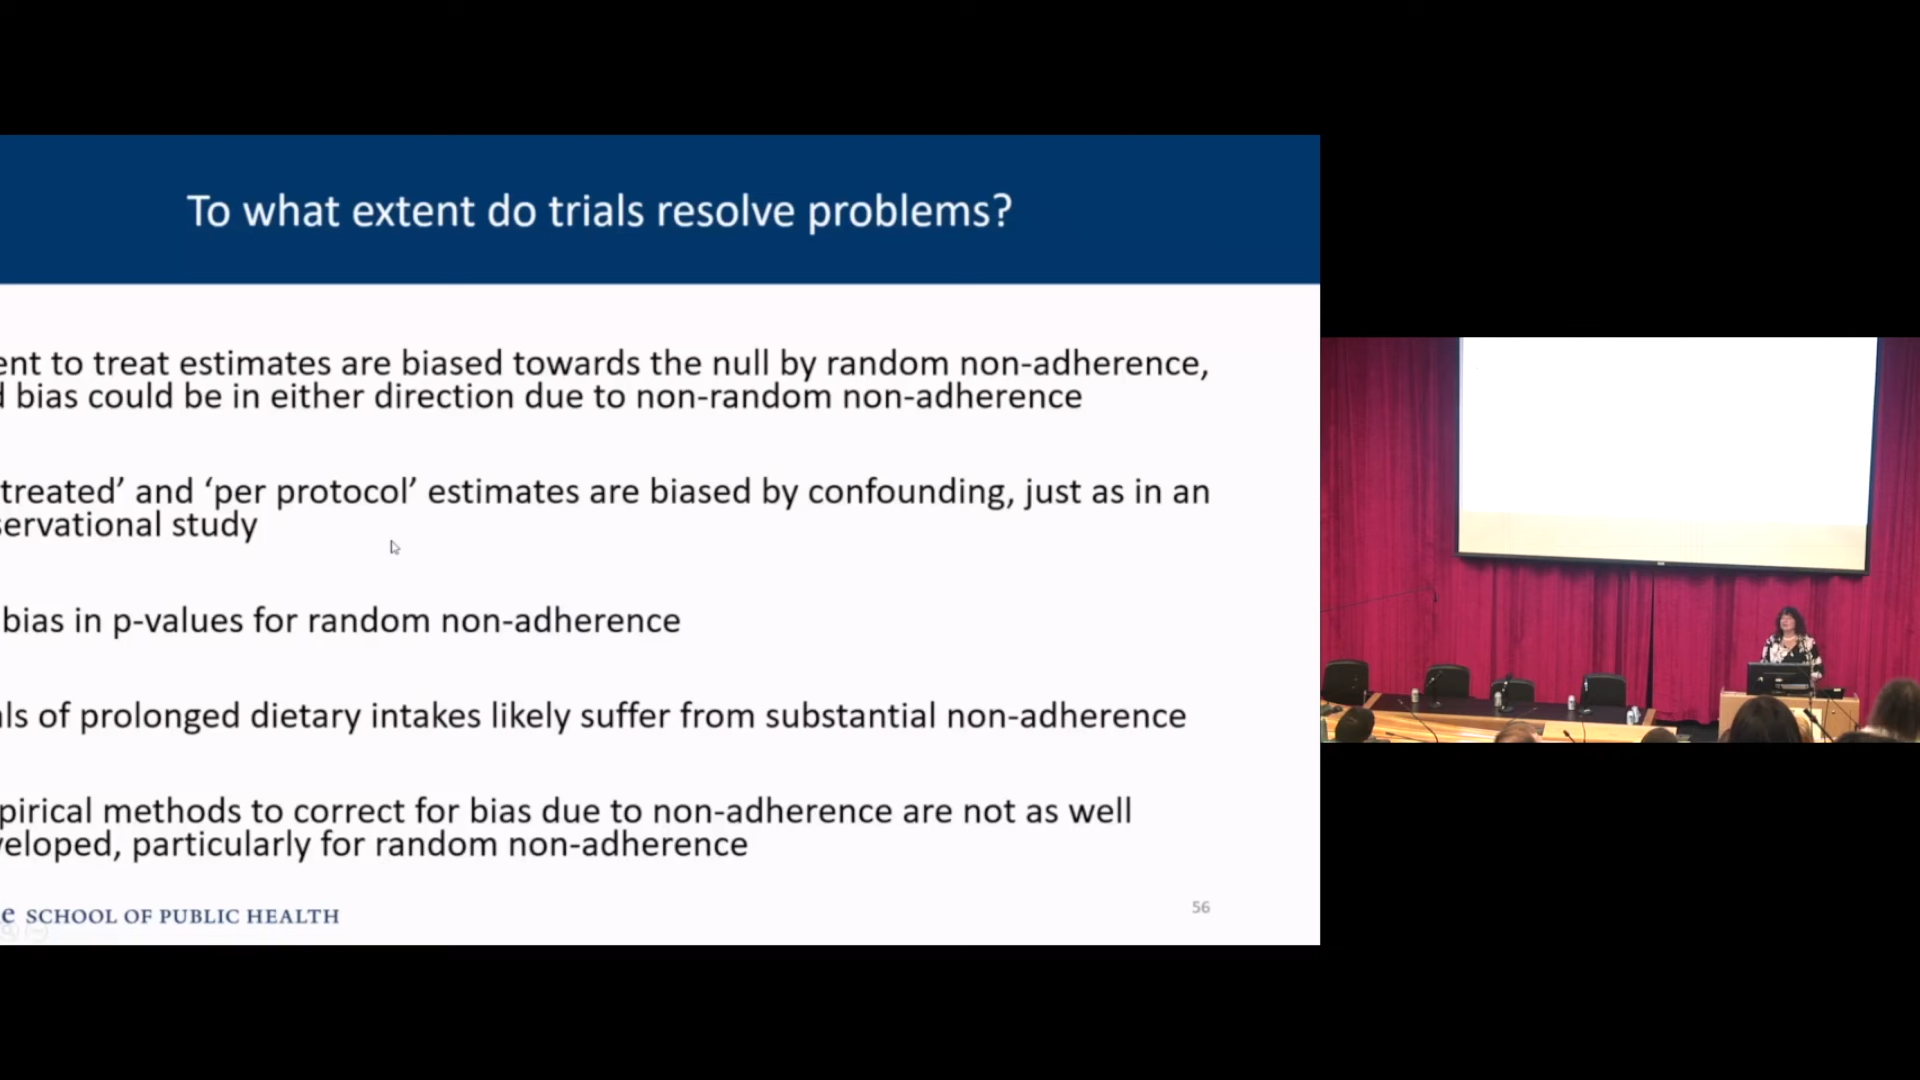 To what extent do trials resolve problems?
ent to treat estimates are biased towards the null by random non-adherence,
d bias could be in either direction due to non-random non-adherence
treated’ and ‘per protocol’ estimates are biased by confounding, just as in an
servational study
bias in p-values for random non-adherence
als of prolonged dietary intakes likely suffer from substantial non-adherence
pirical methods to correct for bias due to non-adherence are not as well
veloped, particularly for random non-adherence
e SCHOOL OF PUBLIC HEALTH
56